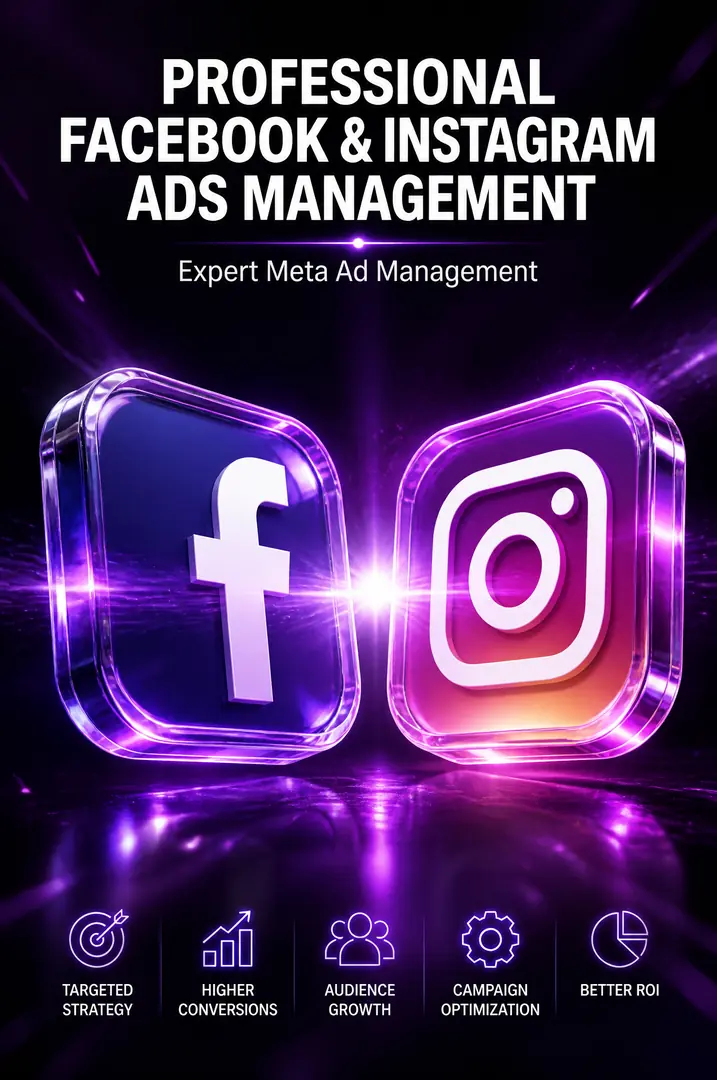 PROFESSIONAL
FACEBOOK & INSTAGRAM
ADS MANAGEMENT
Expert Meta Ad Management
f
TARGETED
STRATEGY
HIGHER
CONVERSIONS
AUDIENCE
GROWTH
CAMPAIGN
OPTIMIZATION
BETTER ROI